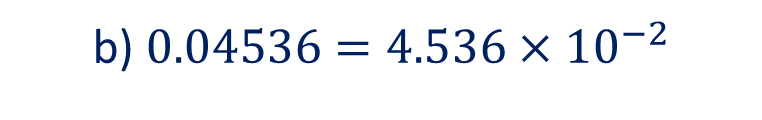 b) 0.04536 = 4.536 × 10⁻²